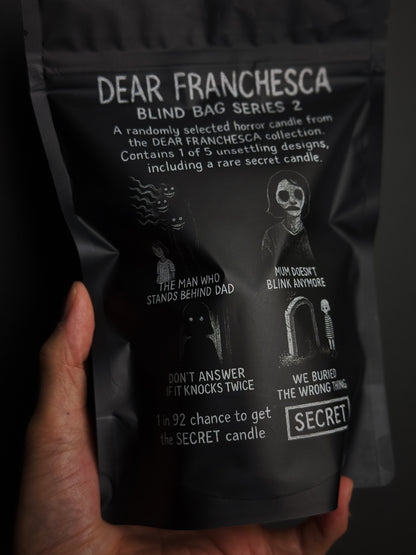 DEAR FRANCHESCA
BLIND BAG SERIES 2
A randomly selected horror candle from
the DEAR FRANCHESCA collection.
Contains 1 of 5 unsettling designs,
including a rare secret candle.
THE MAN WHO
STANDS BEHIND DAD
MUM DOESN'T
BLINK ANYMORE
DON'T ANSWER
IF IT KNOCKS TWICE
WE BURIED
THE WRONG THING
1 in 92 chance to get
the SECRET candle
SECRET